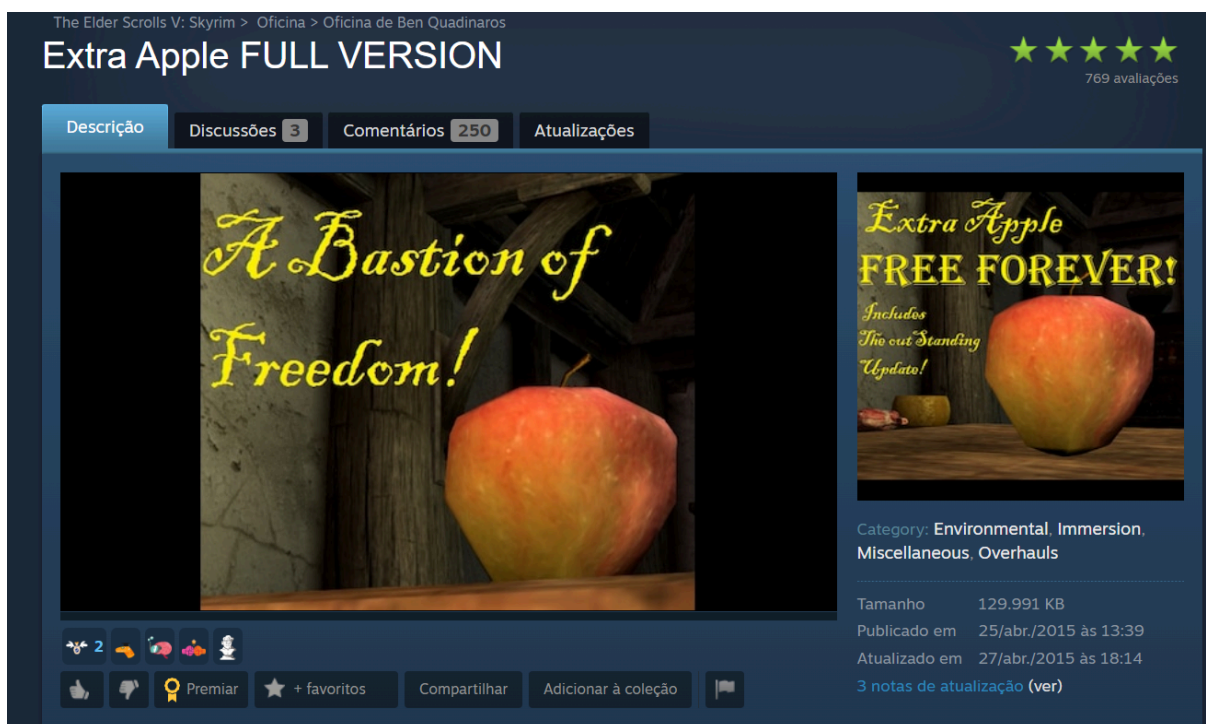 The Elder Scrolls V: Skyrim > Oficina > Oficina de Ben Quadinaros
Extra Apple FULL VERSION
769 avaliações
Descrição
Discussões 3
Comentários 250
Atualizações
A Bastion of
Freedom!
Extra Apple
FREE FOREVER!
Includes
The out Standing
Update!
Category: Environmental, Immersion,
Miscellaneous, Overhauls
Tamanho 129.991 KB
Publicado em 25/abr./2015 às 13:39
Atualizado em 27/abr./2015 às 18:14
3 notas de atualização (ver)
2
Premiar
+ favoritos
Compartilhar
Adicionar à coleção